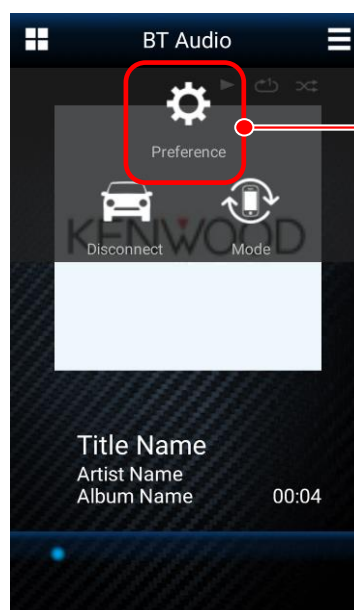 BT Audio
Preference
Disconnect
Mode
KENWOOD
Title Name
Artist Name
Album Name 00:04